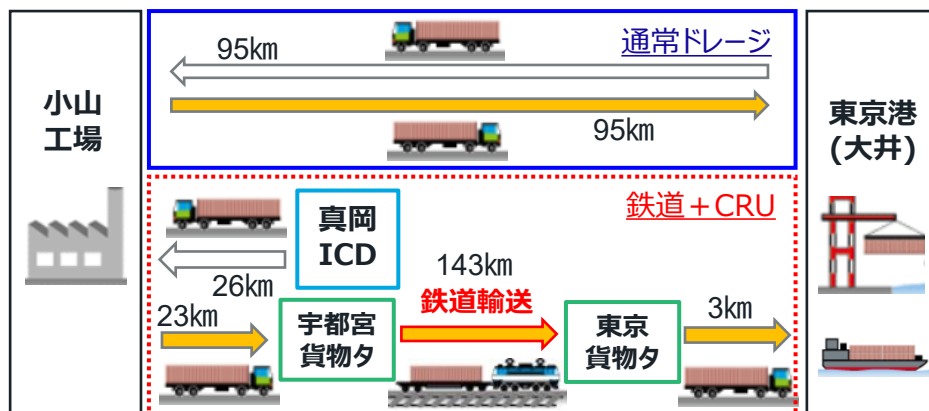 小山
工場
95km
通常ドレージ
95km
東京港
(大井)
鉄道+CRU
真岡
ICD
26km
143km
鉄道輸送
23km
宇都宮
貨物タ
東京
貨物タ
3km